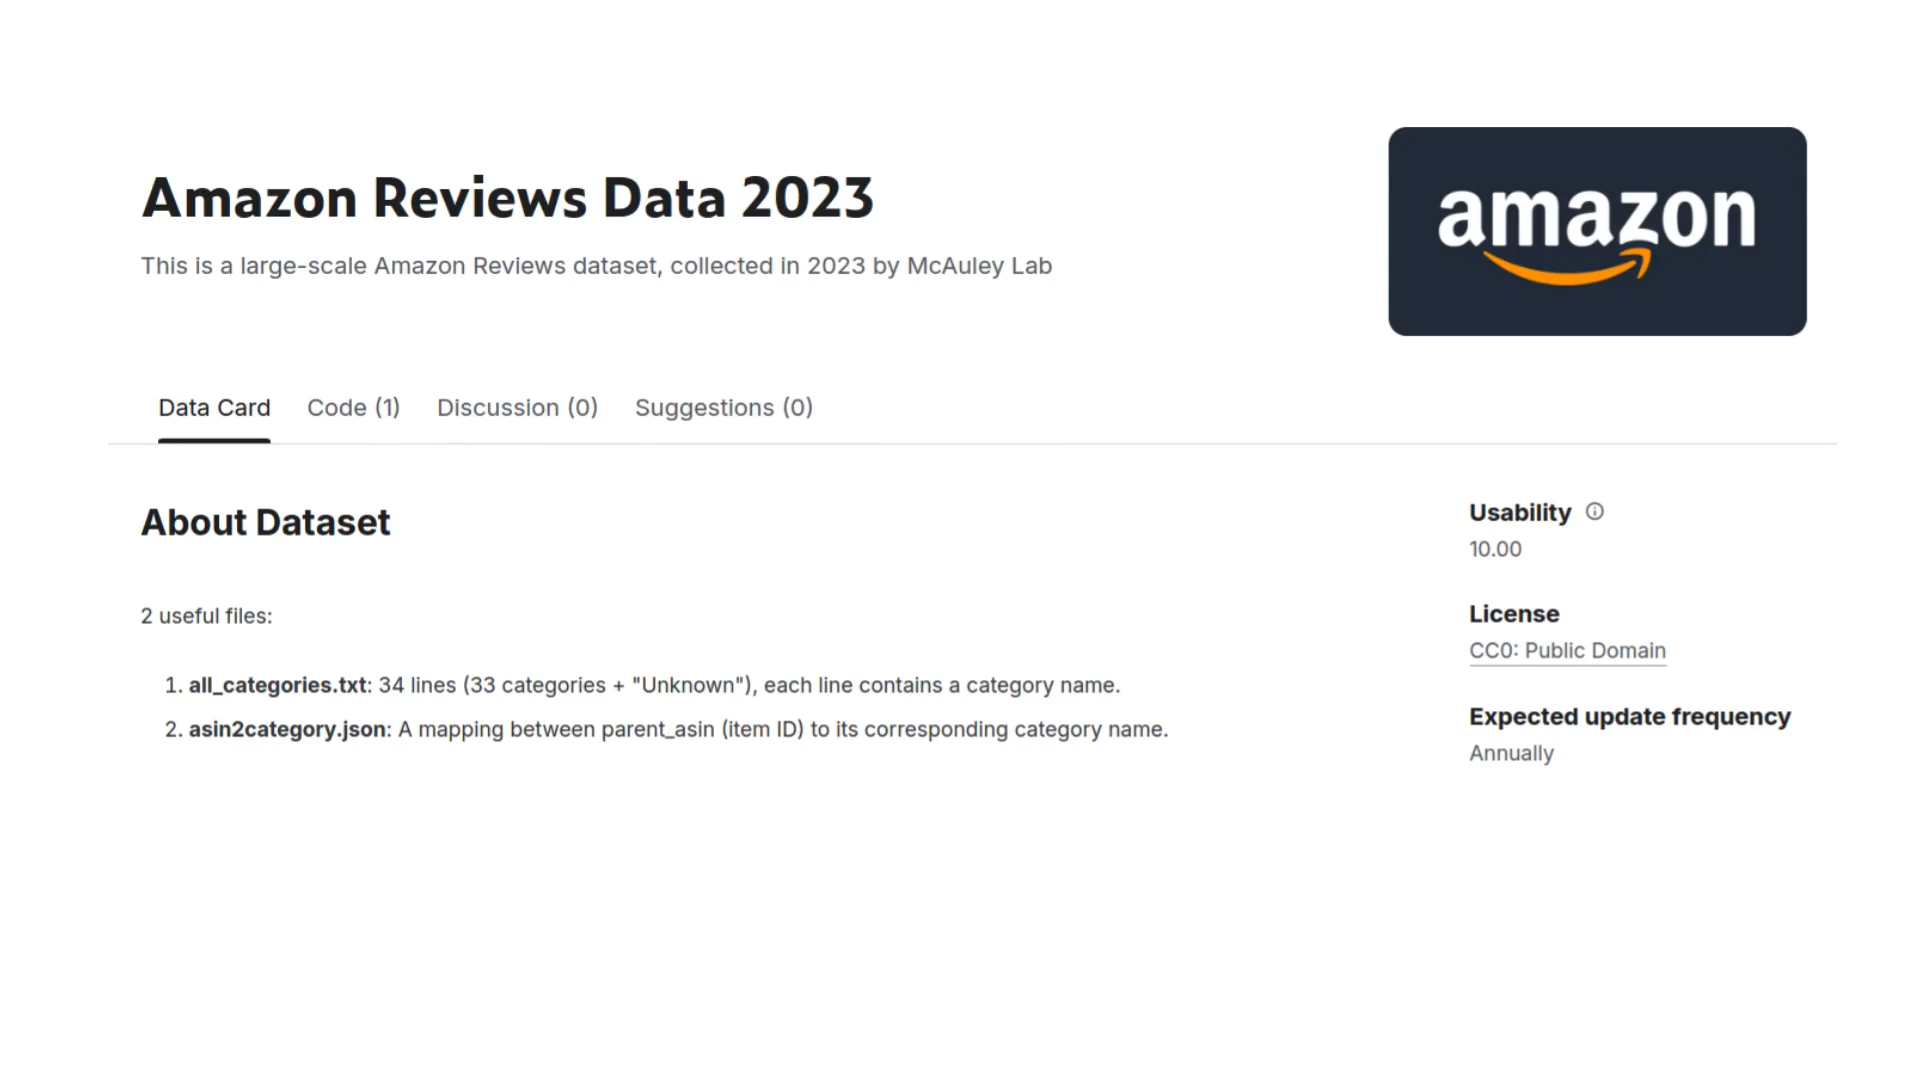 Amazon Reviews Data 2023
This is a large-scale Amazon Reviews dataset, collected in 2023 by McAuley Lab
amazon
Data Card
Code (1)
Discussion (0)
Suggestions (0)
About Dataset
2 useful files:
1. all_categories.txt: 34 lines (33 categories + "Unknown"), each line contains a category name.
2. asin2category.json: A mapping between parent_asin (item ID) to its corresponding category name.
Usability
10.00
License
CC0: Public Domain
Expected update frequency
Annually